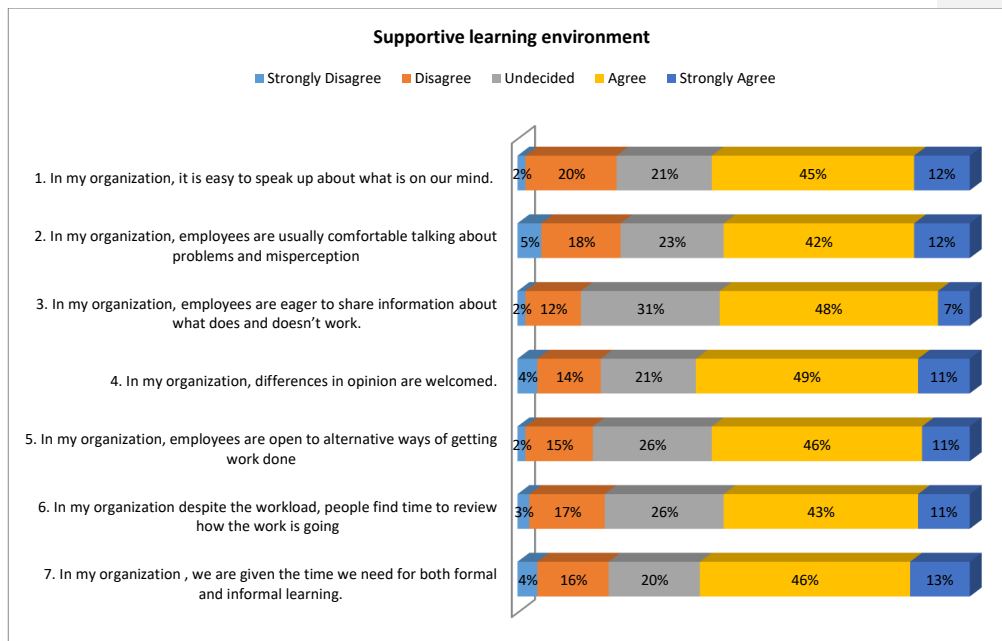 Supportive learning environment
Strongly Disagree Disagree Undecided Agree Strongly Agree
1. In my organization, it is easy to speak up about what is on our mind.
2% 20% 21% 45% 12%
2. In my organization, employees are usually comfortable talking about
problems and misperception
5% 18% 23% 42% 12%
3. In my organization, employees are eager to share information about
what does and doesn’t work.
2% 12% 31% 48% 7%
4. In my organization, differences in opinion are welcomed.
4% 14% 21% 49% 11%
5. In my organization, employees are open to alternative ways of getting
work done
2% 15% 26% 46% 11%
6. In my organization despite the workload, people find time to review
how the work is going
3% 17% 26% 43% 11%
7. In my organization , we are given the time we need for both formal
and informal learning.
4% 16% 20% 46% 13%